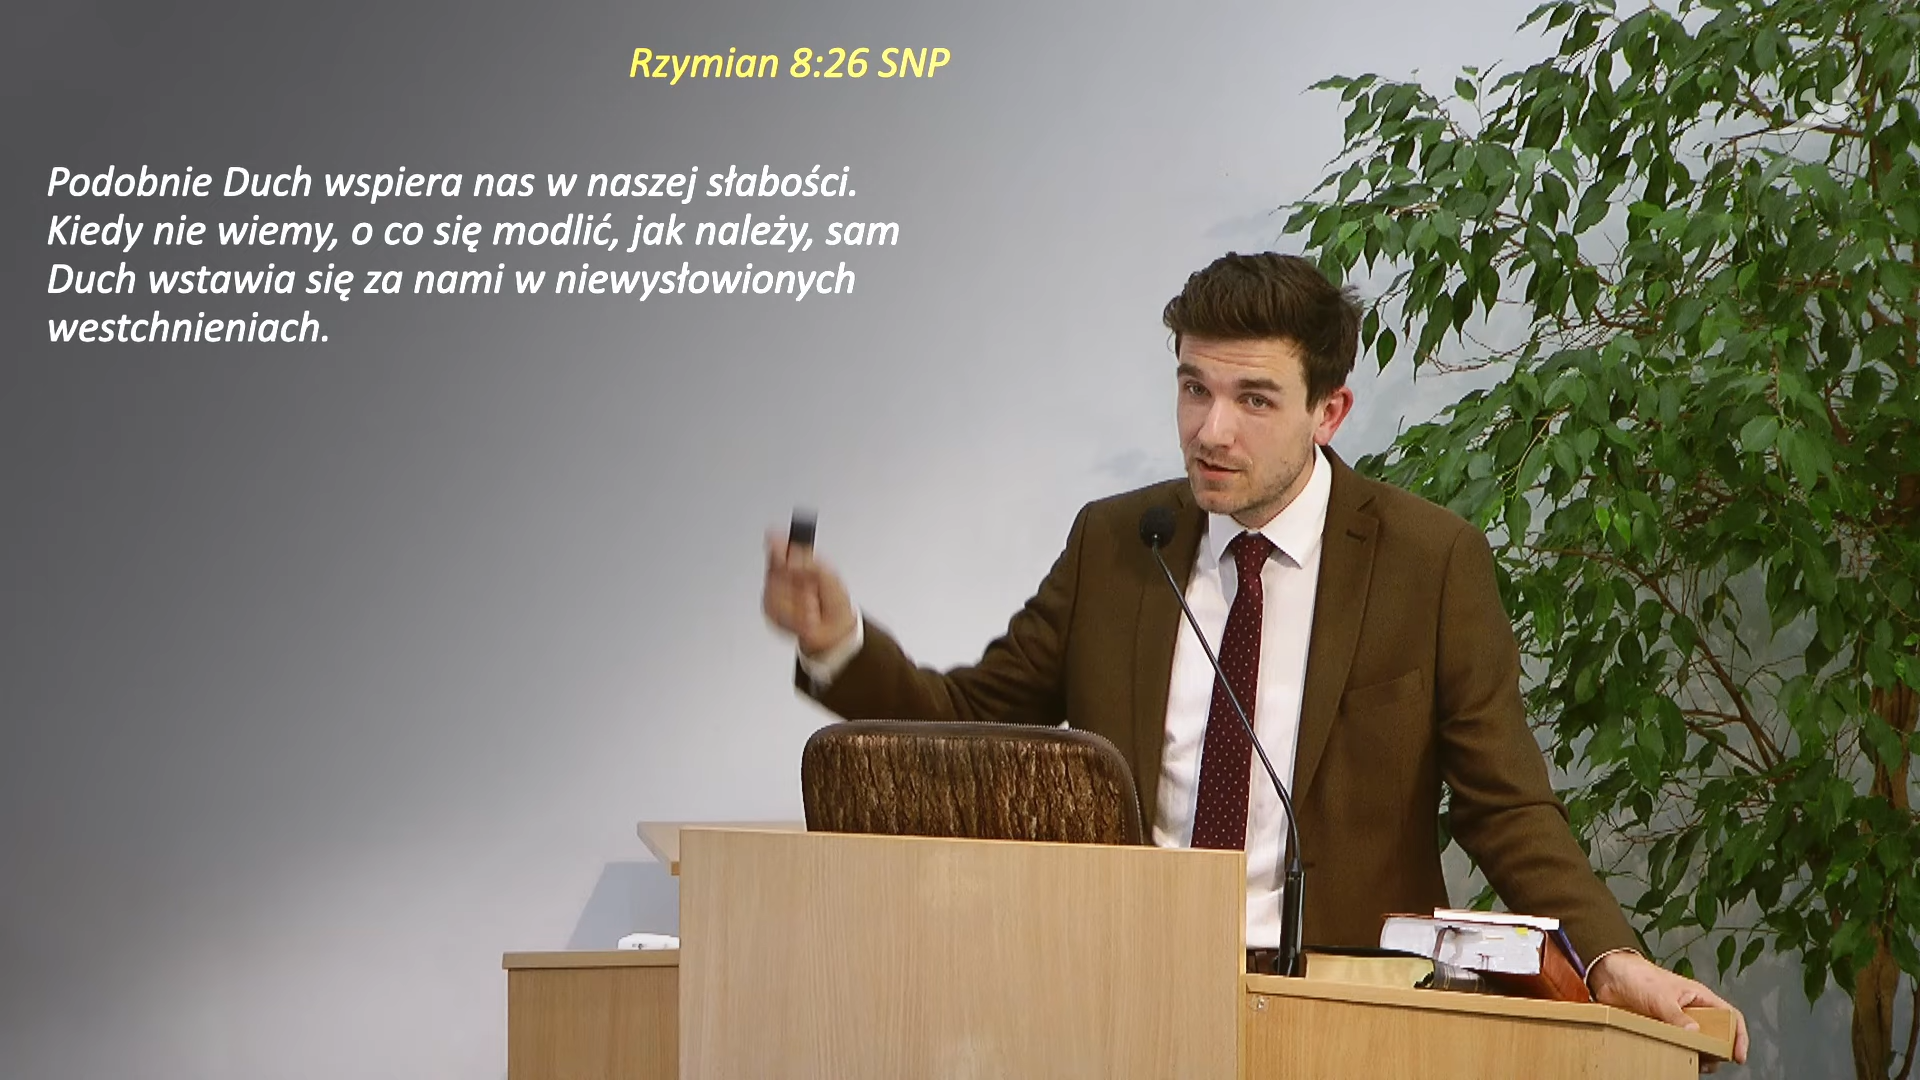 Rzymian 8:26 SNP
Podobnie Duch wspiera nas w naszej słabości.
Kiedy nie wiemy, o co się modlić, jak należy, sam
Duch wstawia się za nami w niewysłowionych
westchnieniach.